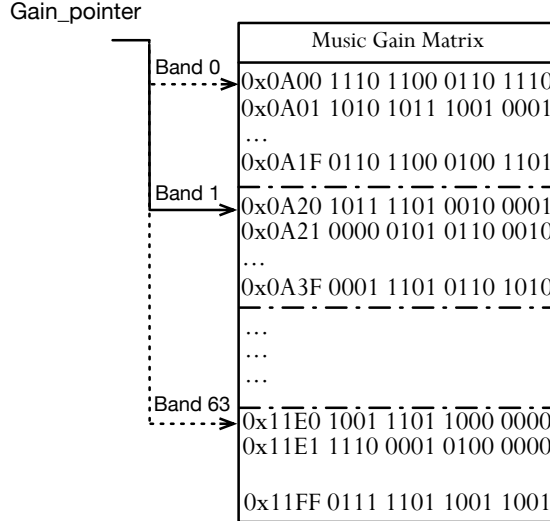 Gain_pointer
Music Gain Matrix
Band 0
0x0A00 1110 1100 0110 1110
0x0A01 1010 1011 1001 0001
...
0x0A1F 0110 1100 0100 1101
Band 1
0x0A20 1011 1101 0010 0001
0x0A21 0000 0101 0110 0010
...
0x0A3F 0001 1101 0110 1010
...
...
...
Band 63
0x11E0 1001 1101 1000 0000
0x11E1 1110 0001 0100 0000
0x11FF 0111 1101 1001 1001